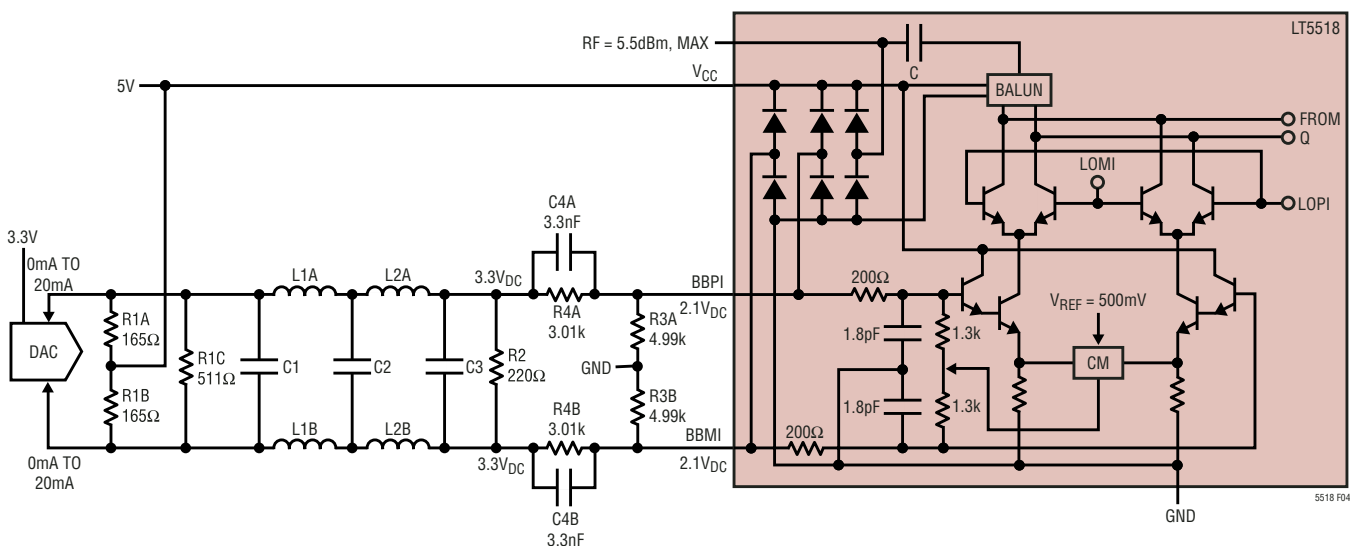 LT5518
RF = 5.5dBm, MAX
C
5V
VCC
BALUN
FROM
Q
LOMI
LOPI
C4A
3.3nF
3.3V
0mA TO
20mA
L1A
L2A
3.3VDC
R4A
3.01k
BBPI
2.1VDC
200Ω
VREF = 500mV
R1A
165Ω
R3A
4.99k
1.8pF
1.3k
DAC
R1C
511Ω
C1
C2
C3
R2
220Ω
GND
CM
R1B
165Ω
R3B
4.99k
1.8pF
1.3k
L1B
L2B
R4B
3.01k
BBMI
200Ω
0mA TO
20mA
3.3VDC
2.1VDC
C4B
3.3nF
GND
5518 F04